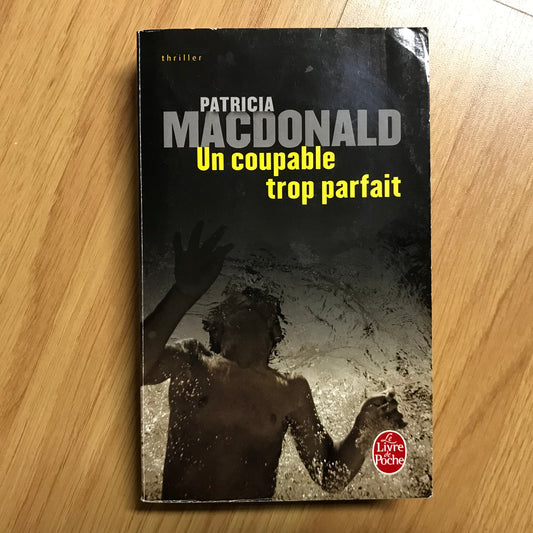 thriller
PATRICIA
MACDONALD
Un coupable
trop parfait
Le
Livre
de
Poche